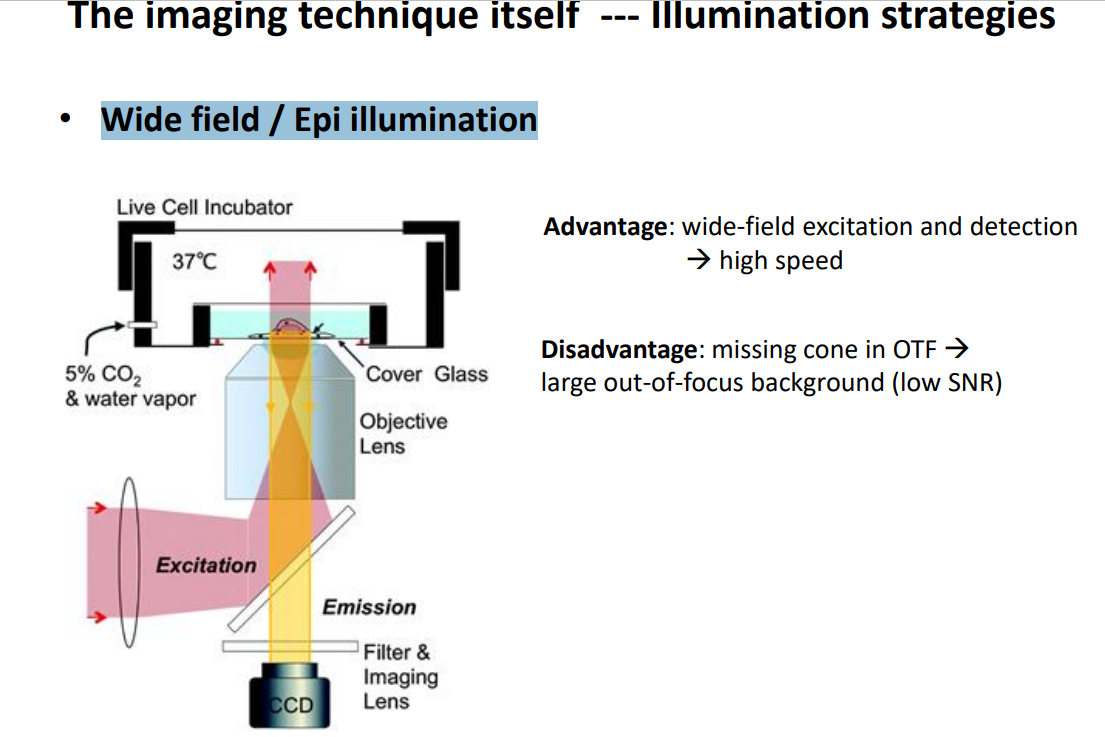 The imaging technique itself --- Illumination strategies
• Wide field / Epi illumination
Live Cell Incubator
37℃
5% CO₂
& water vapor
Cover Glass
Objective
Lens
Excitation
Emission
Filter &
Imaging
Lens
CCD
Advantage: wide-field excitation and detection
→ high speed
Disadvantage: missing cone in OTF →
large out-of-focus background (low SNR)